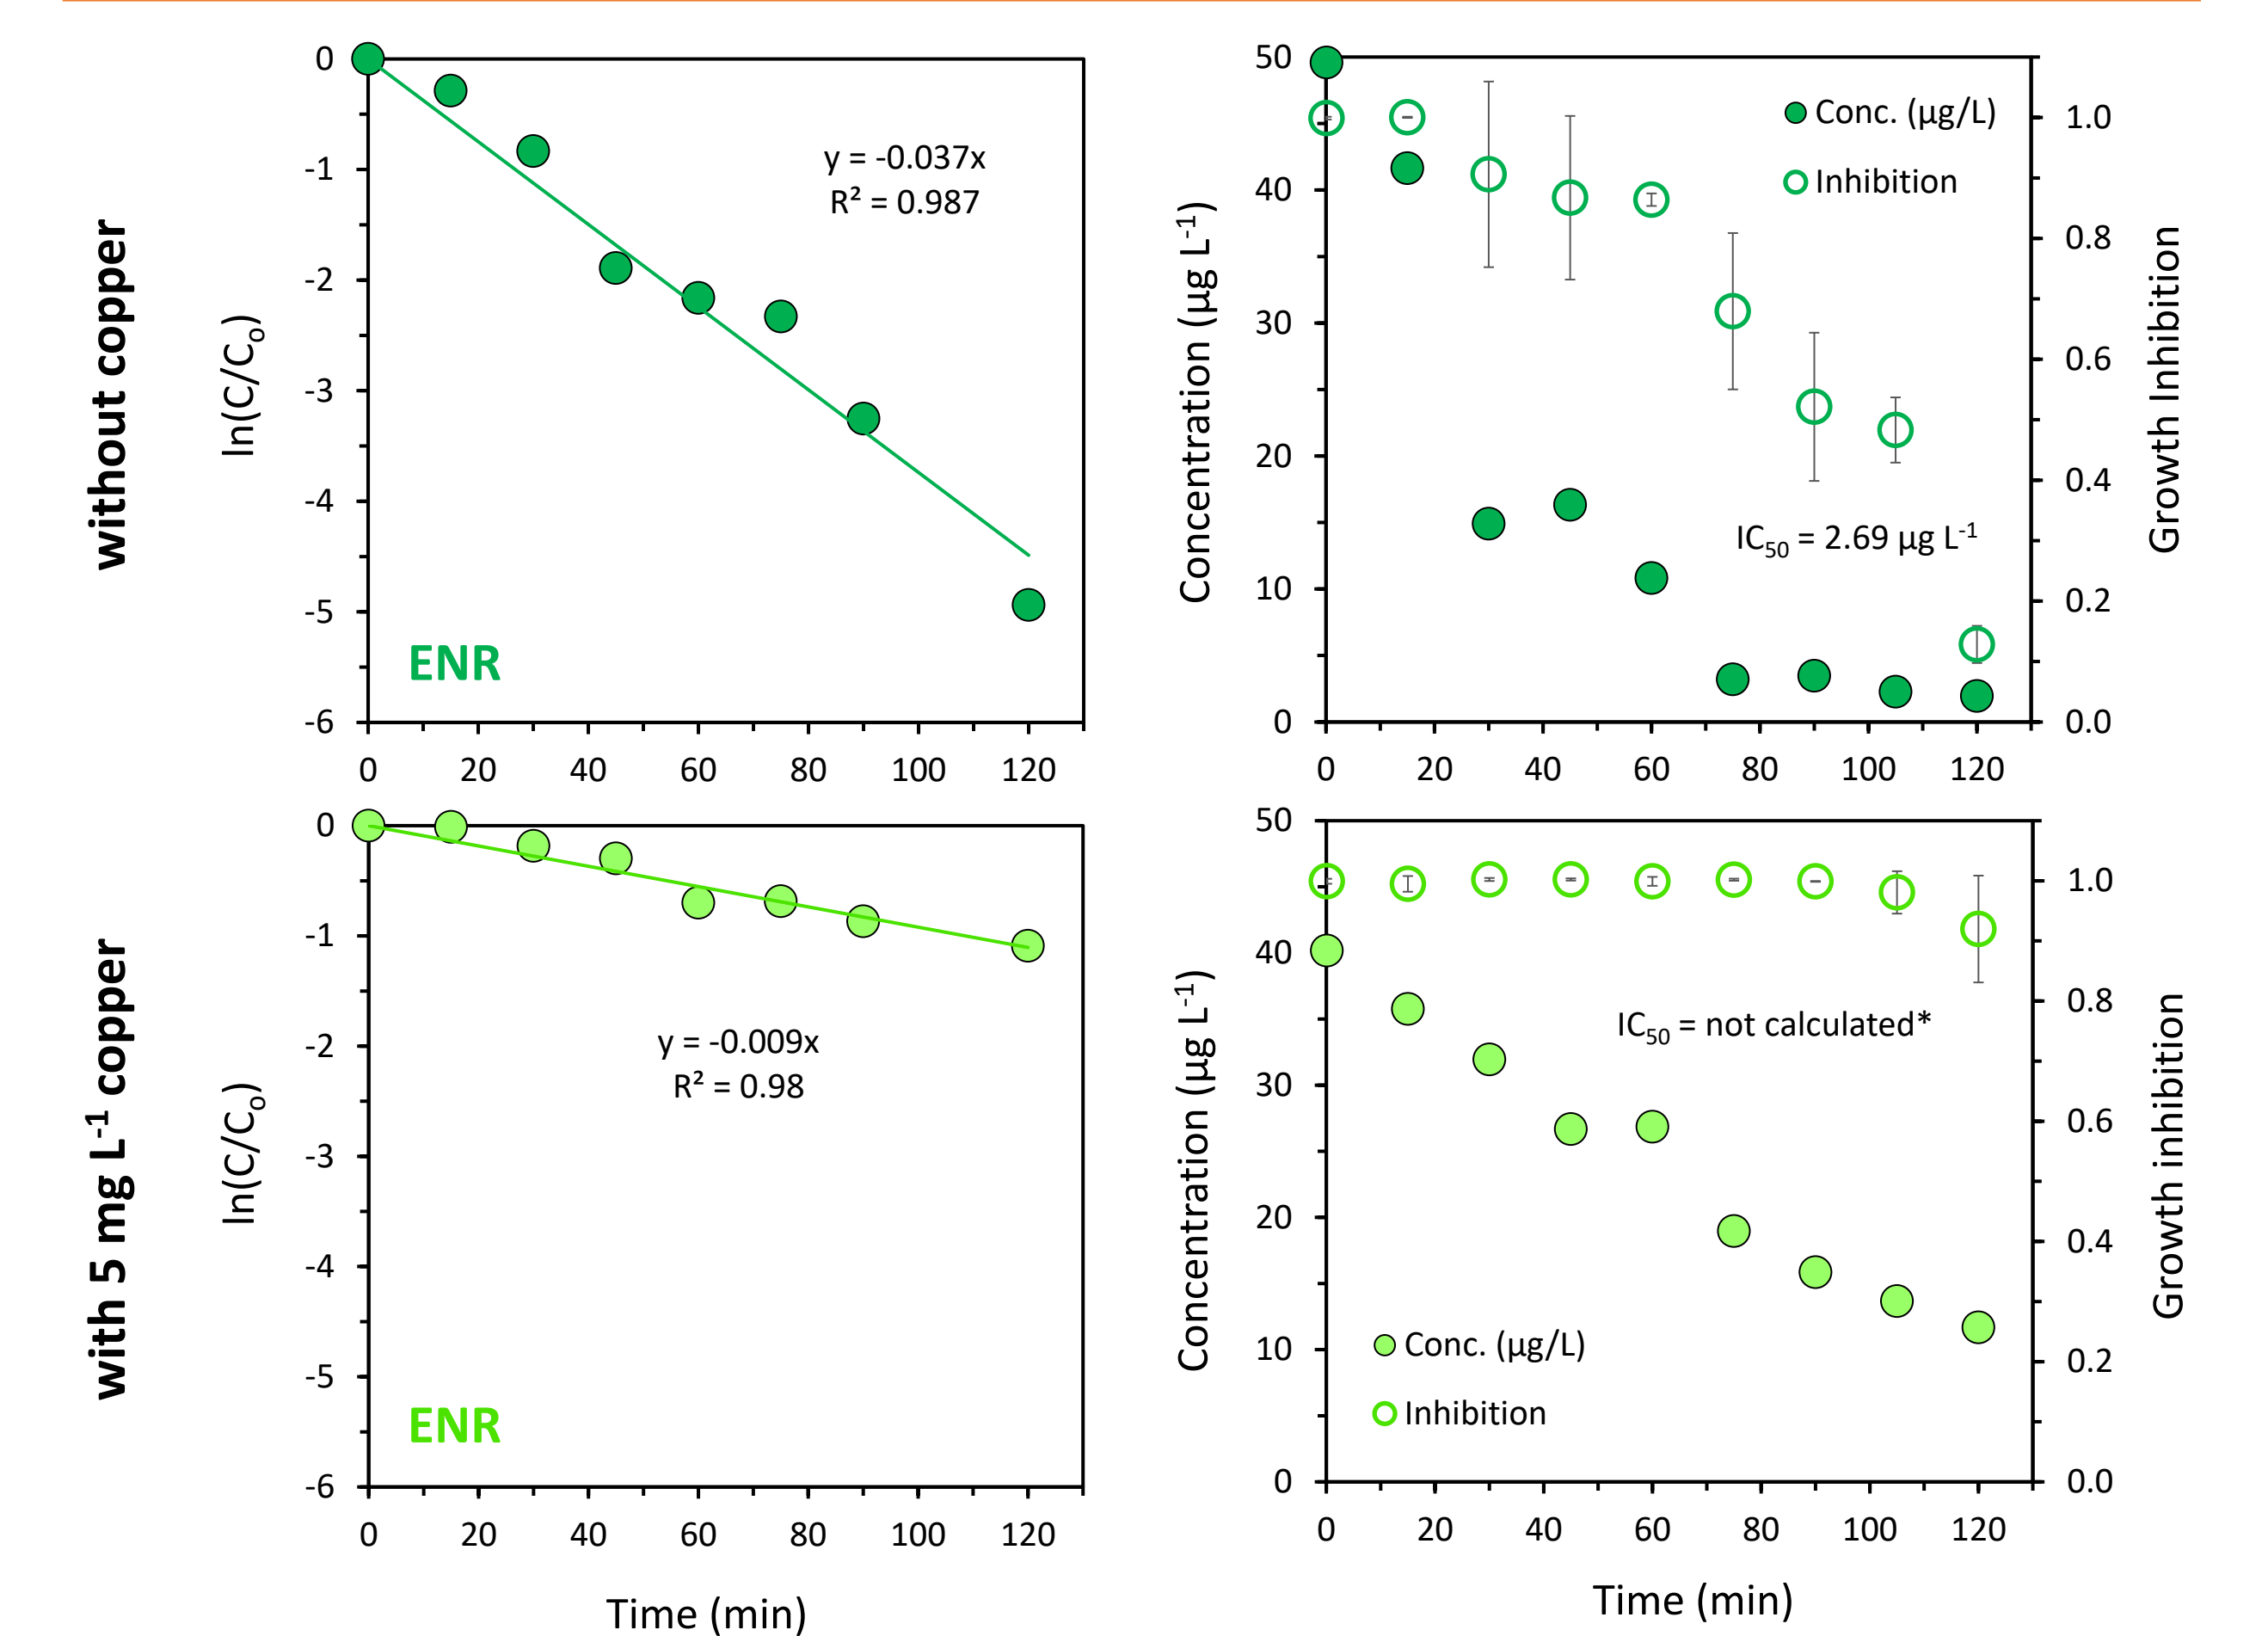 without copper
ln(C/Co)
0
-1
-2
-3
-4
-5
-6
y = -0.037x
R² = 0.987
ENR
0 20 40 60 80 100 120
Concentration (µg L-1)
50
40
30
20
10
0
Conc. (µg/L)
Inhibition
IC50 = 2.69 µg L-1
1.0
0.8
0.6
0.4
0.2
0.0
Growth Inhibition
0 20 40 60 80 100 120
with 5 mg L-1 copper
ln(C/Co)
0
-1
-2
-3
-4
-5
-6
y = -0.009x
R² = 0.98
ENR
0 20 40 60 80 100 120
Time (min)
Concentration (µg L-1)
50
40
30
20
10
0
IC50 = not calculated*
Conc. (µg/L)
Inhibition
1.0
0.8
0.6
0.4
0.2
0.0
Growth inhibition
0 20 40 60 80 100 120
Time (min)